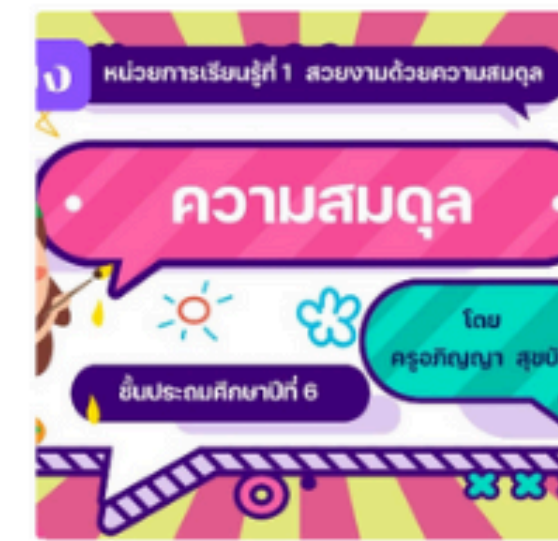 หน่วยการเรียนรู้ที่ 1 สวยงามด้วยความสมดุล
ความสมดุล
โดย
ครูอภิญญา
ชั้นประถมศึกษาปีที่ 6